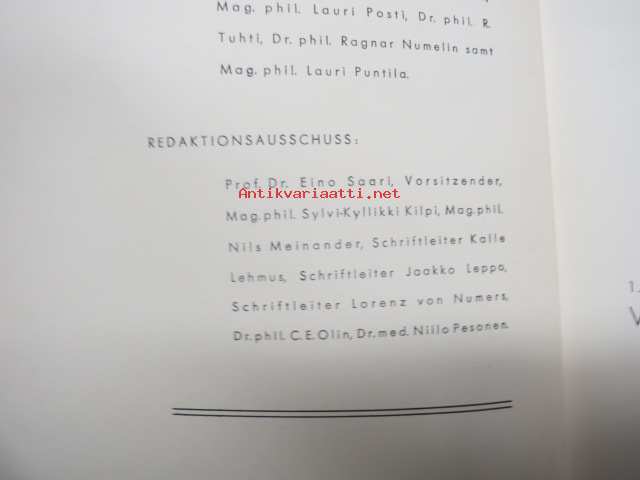 Mag. phil. Lauri Posti, Dr. phil. R.
Tuhti, Dr. phil. Ragnar Numelin samt
Mag. phil. Lauri Puntila.
REDAKTIONSAUSSCHUSS:
Prof. Dr. Eino Saari, Vorsitzender,
Antikvariaatti.net
Mag. phil. Sylvi-Kyllikki Kilpi, Mag. phil.
Nils Meinander, Schriftleiter Kalle
Lehmus, Schriftleiter Jaakko Leppo,
Schriftleiter Lorenz von Numers,
Dr. phil. C. E. Olin, Dr. med. Niilo Pesonen.
1.